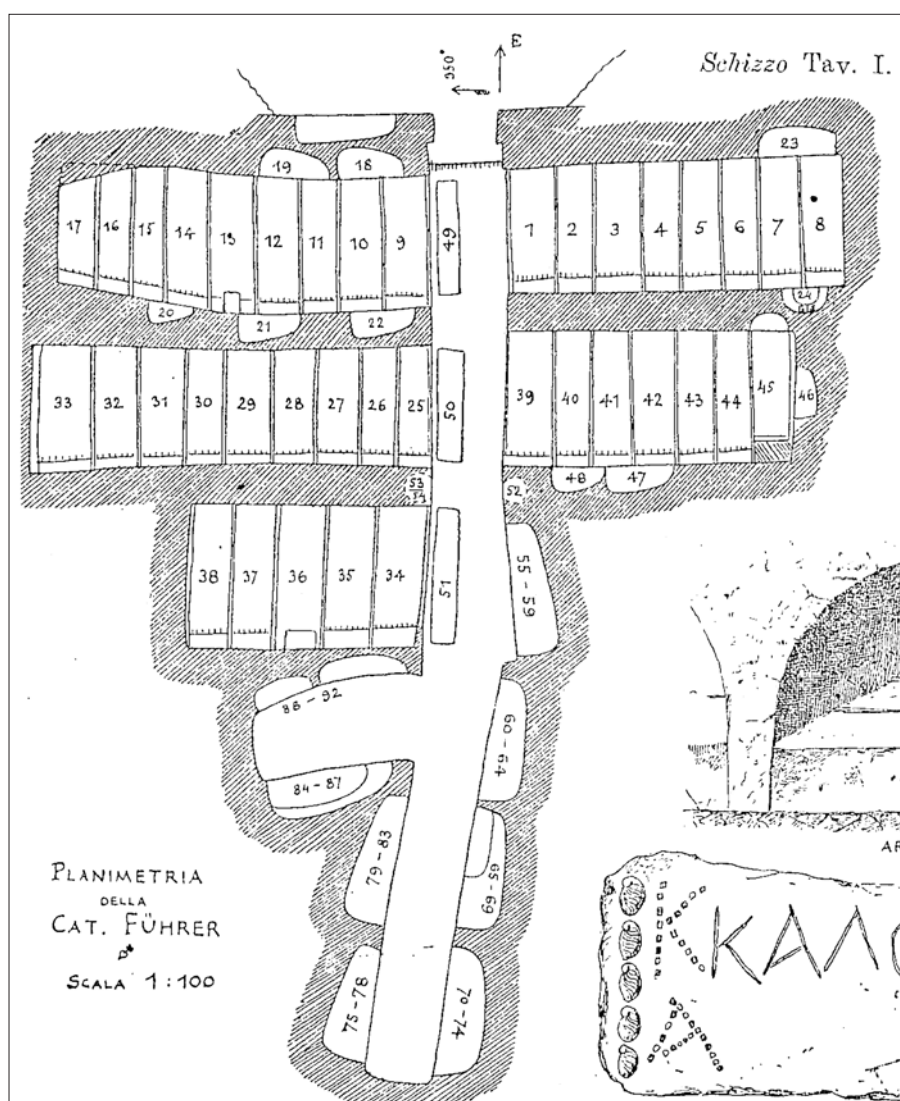 E
350°
Schizzo Tav. I.
23
19 18
17 16 15 14 13 12 11 10 9 49 1 2 3 4 5 6 7 8
24
20 21 22
33 32 31 30 29 28 27 26 25 50 39 40 41 42 43 44 45 46
53 52
48 47
38 37 36 35 34 51 55-59
88-92
60-64
84-87
79-83 65-69
75-78 70-74
PLANIMETRIA
DELLA
CAT. FÜHRER
SCALA 1:100
AR
ΚΑΛΟ
Κ
Α